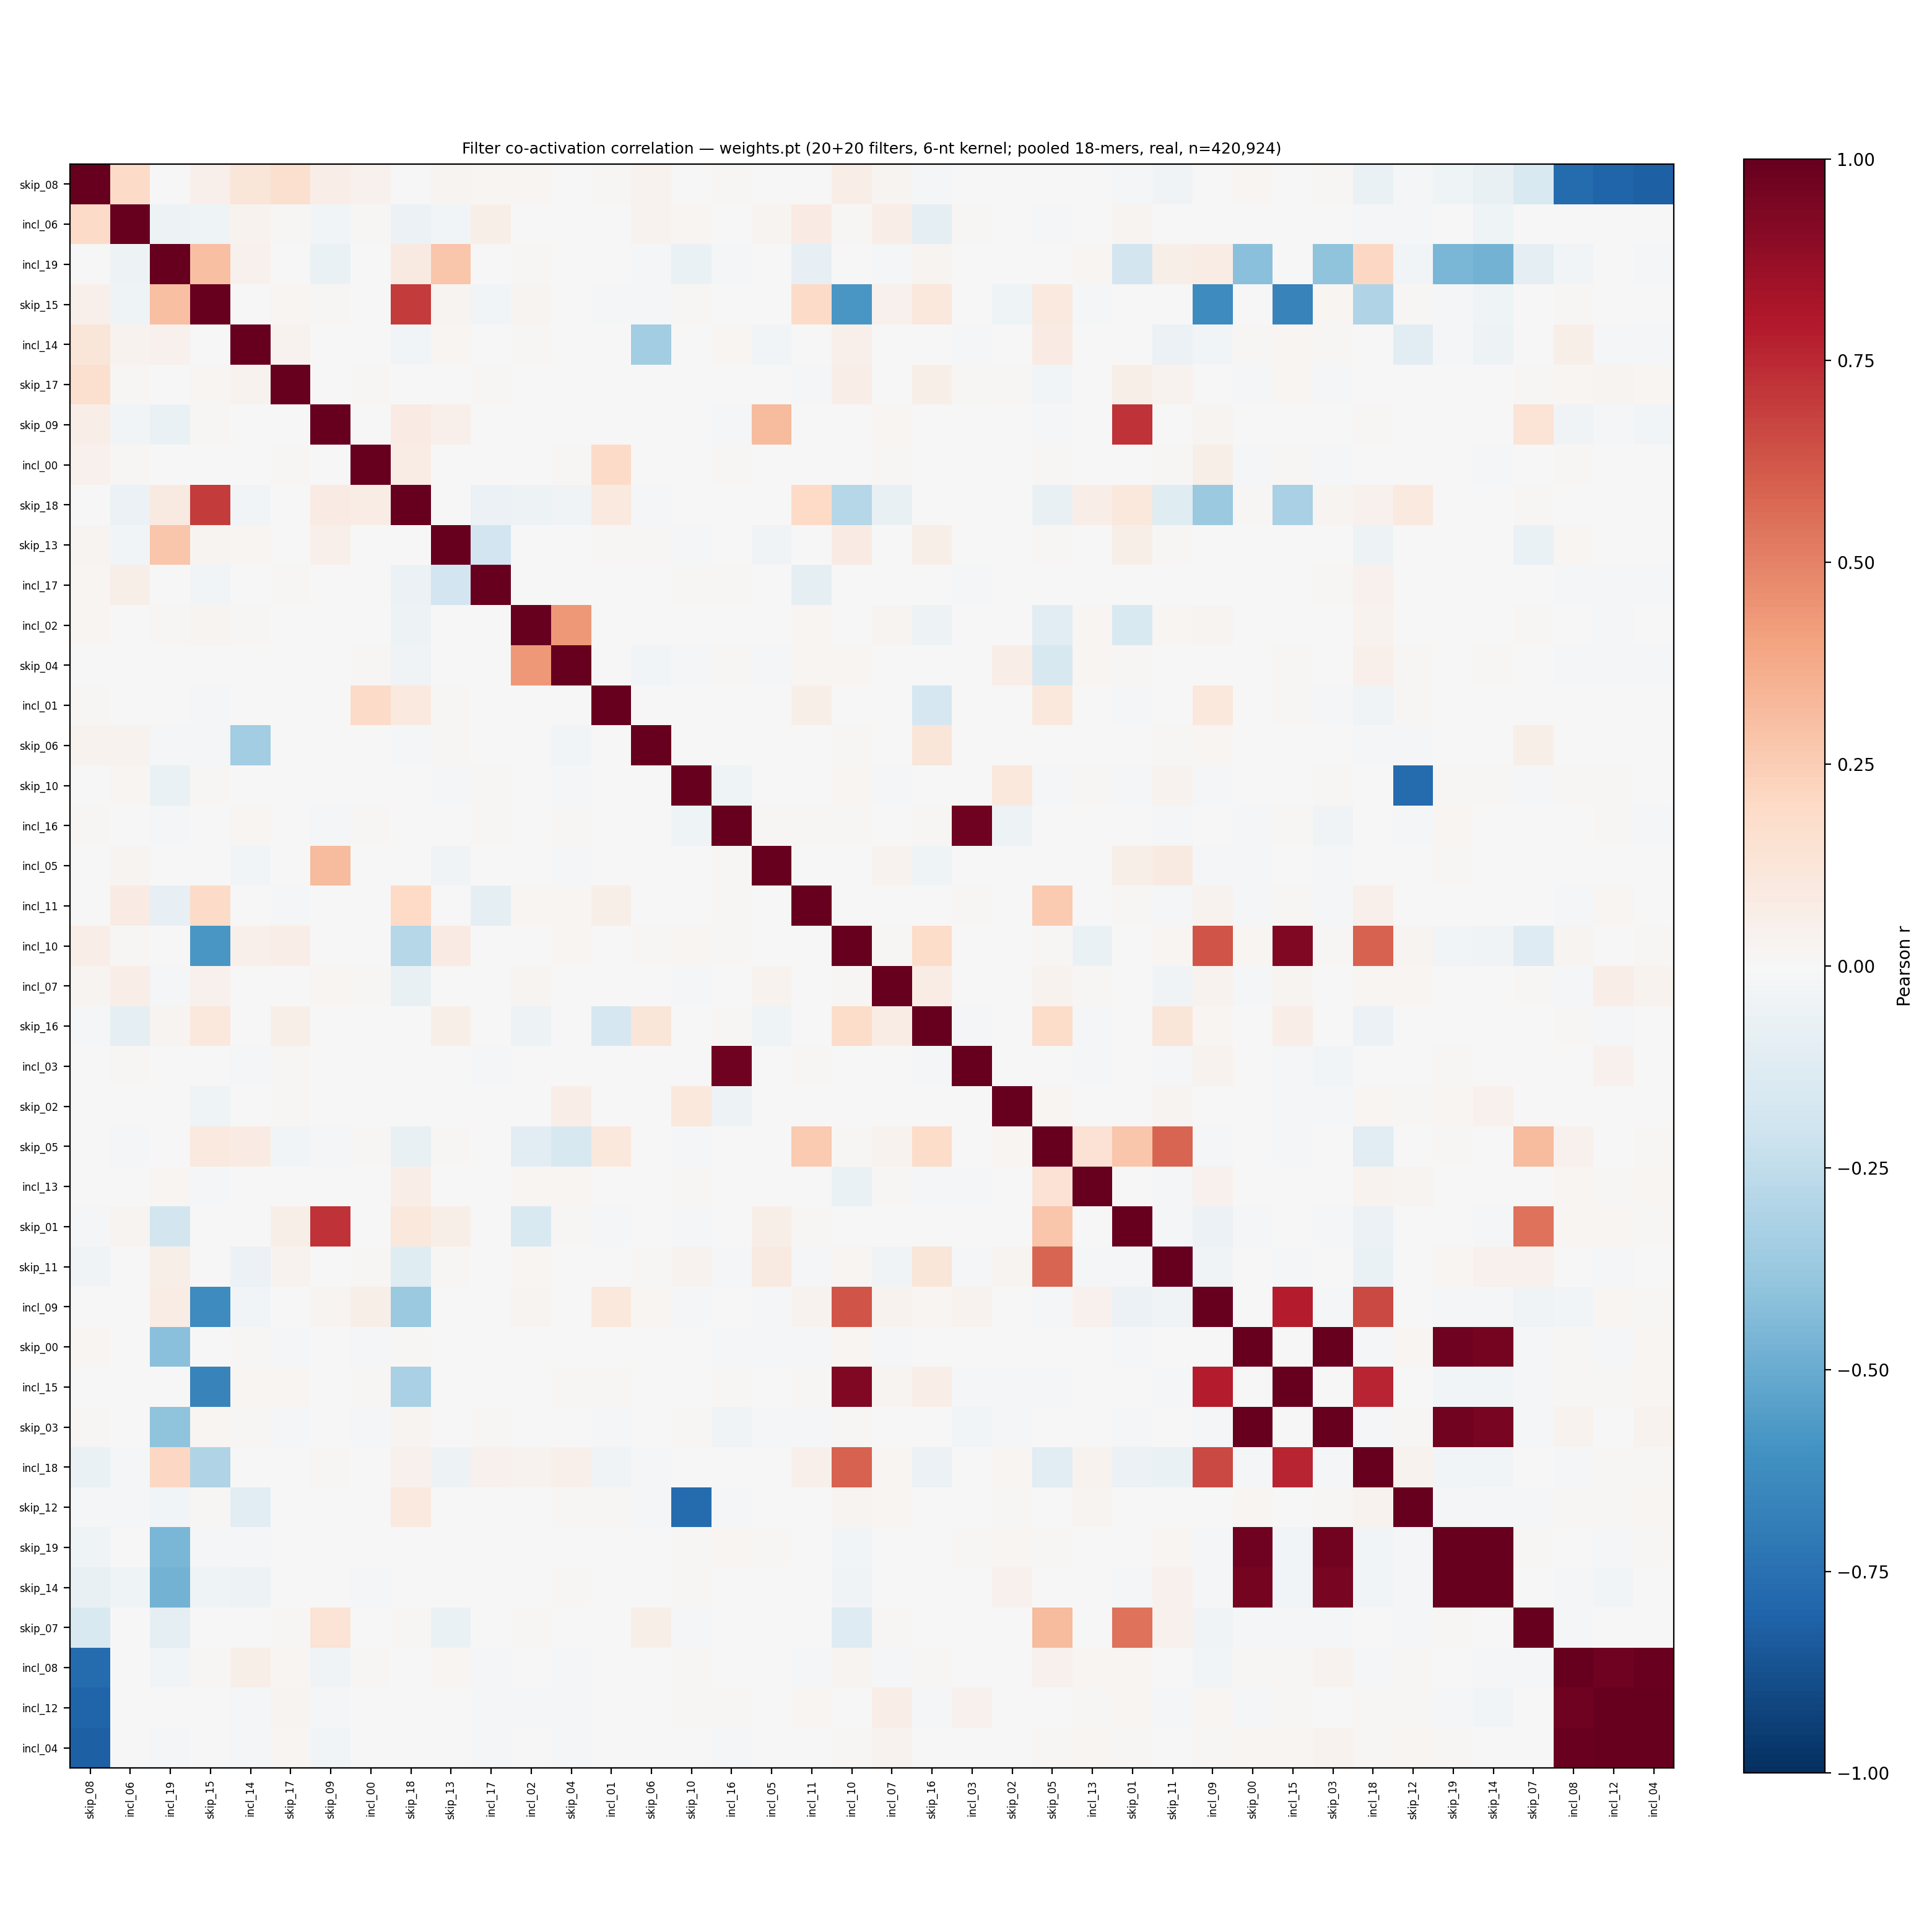 Filter co-activation correlation — weights.pt (20+20 filters, 6-nt kernel; pooled 18-mers, real, n=420,924)
skip_08
incl_06
incl_19
skip_15
incl_14
skip_17
skip_09
incl_00
skip_18
skip_13
incl_17
incl_02
skip_04
incl_01
skip_06
skip_10
incl_16
incl_05
incl_11
incl_10
incl_07
skip_16
incl_03
skip_02
skip_05
incl_13
skip_01
skip_11
incl_09
skip_00
incl_15
skip_03
incl_18
skip_12
skip_19
skip_14
skip_07
incl_08
incl_12
incl_04
skip_08
incl_06
incl_19
skip_15
incl_14
skip_17
skip_09
incl_00
skip_18
skip_13
incl_17
incl_02
skip_04
incl_01
skip_06
skip_10
incl_16
incl_05
incl_11
incl_10
incl_07
skip_16
incl_03
skip_02
skip_05
incl_13
skip_01
skip_11
incl_09
skip_00
incl_15
skip_03
incl_18
skip_12
skip_19
skip_14
skip_07
incl_08
incl_12
incl_04
1.00
0.75
0.50
0.25
0.00
−0.25
−0.50
−0.75
−1.00
Pearson r